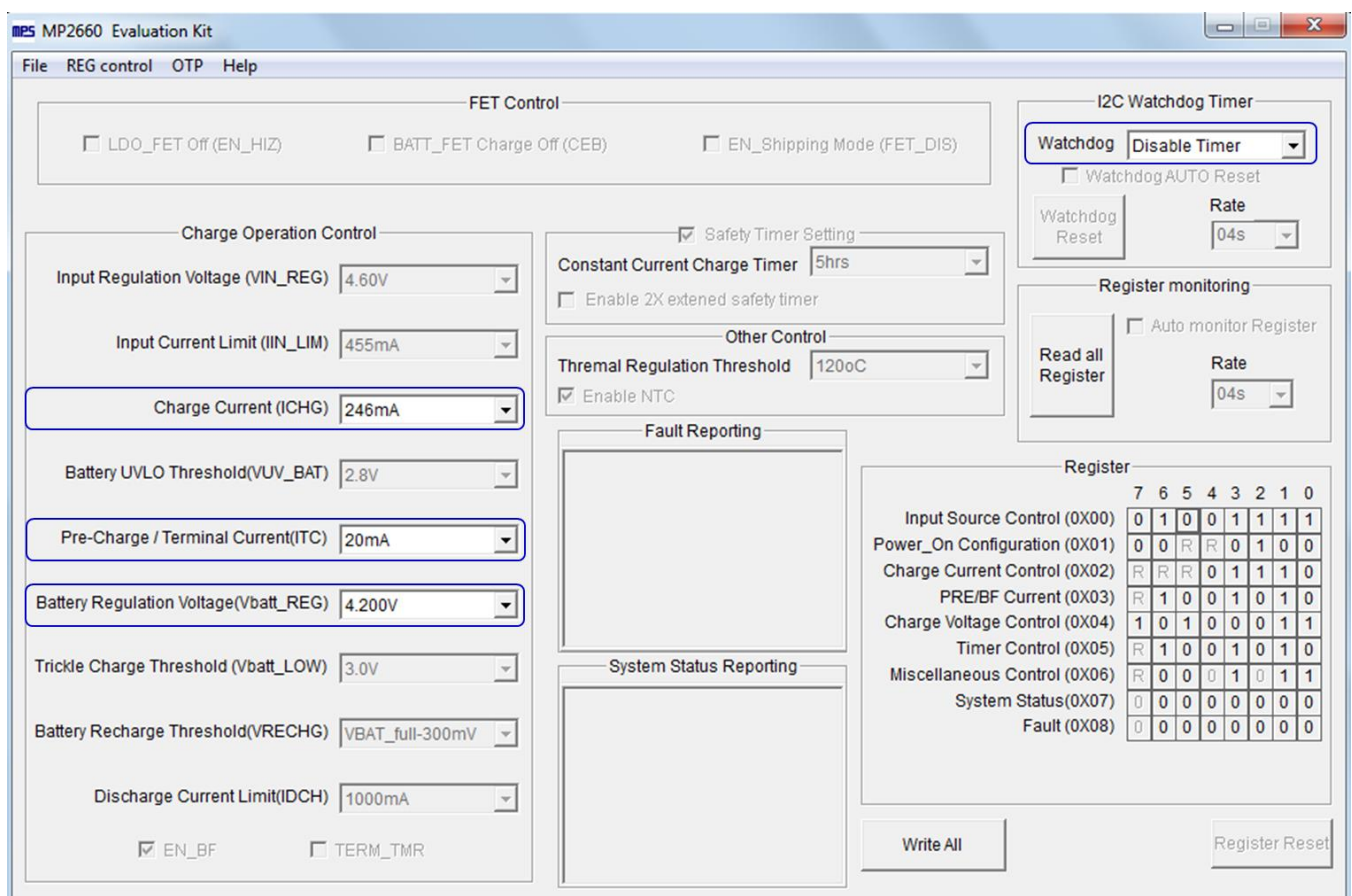 mps MP2660 Evaluation Kit
File REG control OTP Help
FET Control
LDO_FET Off (EN_HIZ) BATT_FET Charge Off (CEB) EN_Shipping Mode (FET_DIS)
I2C Watchdog Timer
Watchdog Disable Timer
Watchdog AUTO Reset
Watchdog Reset
Rate
04s
Charge Operation Control
Input Regulation Voltage (VIN_REG) 4.60V
Input Current Limit (IIN_LIM) 455mA
Charge Current (ICHG) 246mA
Battery UVLO Threshold(VUV_BAT) 2.8V
Pre-Charge / Terminal Current(ITC) 20mA
Battery Regulation Voltage(Vbatt_REG) 4.200V
Trickle Charge Threshold (Vbatt_LOW) 3.0V
Battery Recharge Threshold(VRECHG) VBAT_full-300mV
Discharge Current Limit(IDCH) 1000mA
EN_BF TERM_TMR
Safety Timer Setting
Constant Current Charge Timer 5hrs
Enable 2X extened safety timer
Other Control
Thremal Regulation Threshold 120oC
Enable NTC
Fault Reporting
System Status Reporting
Register monitoring
Auto monitor Register
Read all
Register
Rate
04s
Register
7 6 5 4 3 2 1 0
Input Source Control (0X00) 0 1 0 0 1 1 1 1
Power_On Configuration (0X01) 0 0 R R 0 1 0 0
Charge Current Control (0X02) R R R 0 1 1 1 0
PRE/BF Current (0X03) R 1 0 0 1 0 1 0
Charge Voltage Control (0X04) 1 0 1 0 0 0 1 1
Timer Control (0X05) R 1 0 0 1 0 1 0
Miscellaneous Control (0X06) R 0 0 0 1 0 1 1
System Status(0X07) 0 0 0 0 0 0 0 0
Fault (0X08) 0 0 0 0 0 0 0 0
Write All
Register Reset